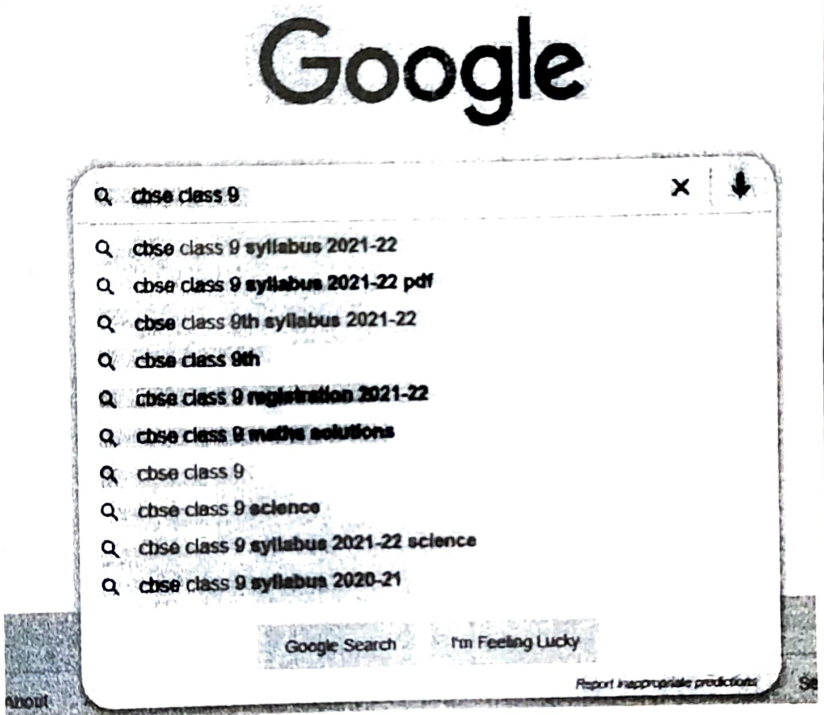 Google
cbse class 9
cbse class 9 syllabus 2021-22
cbse class 9 syllabus 2021-22 pdf
cbse class 9th syllabus 2021-22
cbse class 9th
cbse class 9 registration 2021-22
cbse class 9 maths solutions
cbse class 9
cbse class 9 science
cbse class 9 syllabus 2021-22 science
cbse class 9 syllabus 2020-21
Google Search I'm Feeling Lucky
Report inappropriate predictions
About Se